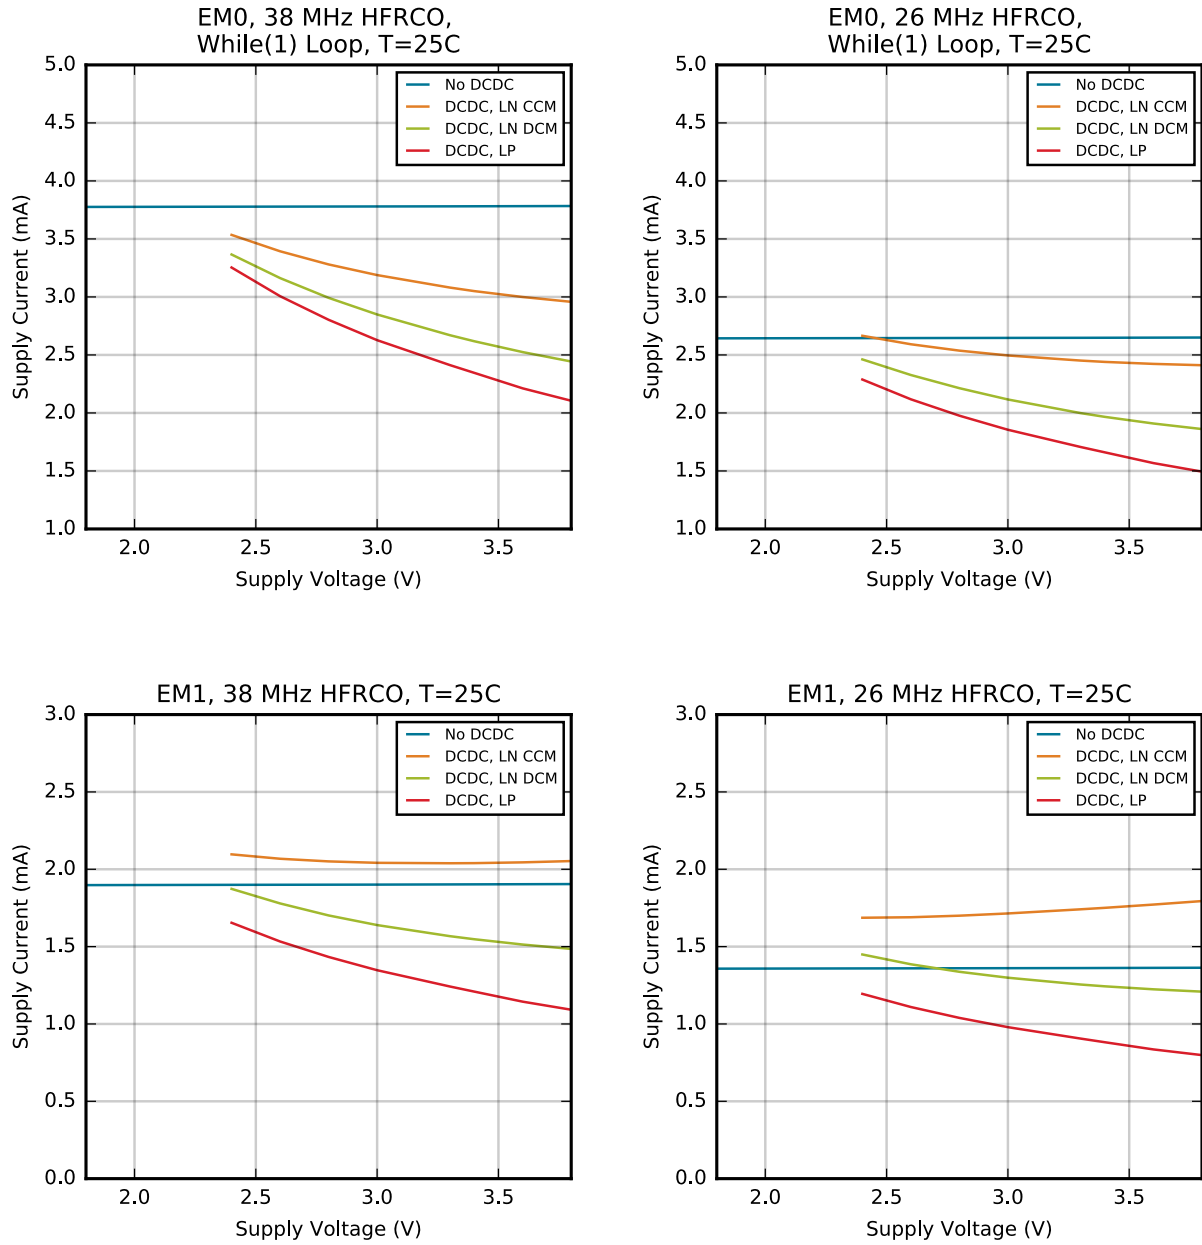 EM0, 38 MHz HFRCO,
While(1) Loop, T=25C
5.0
4.5
4.0
3.5
3.0
2.5
2.0
1.5
1.0
Supply Current (mA)
No DCDC
DCDC, LN CCM
DCDC, LN DCM
DCDC, LP
2.0 2.5 3.0 3.5
Supply Voltage (V)
EM0, 26 MHz HFRCO,
While(1) Loop, T=25C
5.0
4.5
4.0
3.5
3.0
2.5
2.0
1.5
1.0
Supply Current (mA)
No DCDC
DCDC, LN CCM
DCDC, LN DCM
DCDC, LP
2.0 2.5 3.0 3.5
Supply Voltage (V)
EM1, 38 MHz HFRCO, T=25C
3.0
2.5
2.0
1.5
1.0
0.5
0.0
Supply Current (mA)
No DCDC
DCDC, LN CCM
DCDC, LN DCM
DCDC, LP
2.0 2.5 3.0 3.5
Supply Voltage (V)
EM1, 26 MHz HFRCO, T=25C
3.0
2.5
2.0
1.5
1.0
0.5
0.0
Supply Current (mA)
No DCDC
DCDC, LN CCM
DCDC, LN DCM
DCDC, LP
2.0 2.5 3.0 3.5
Supply Voltage (V)